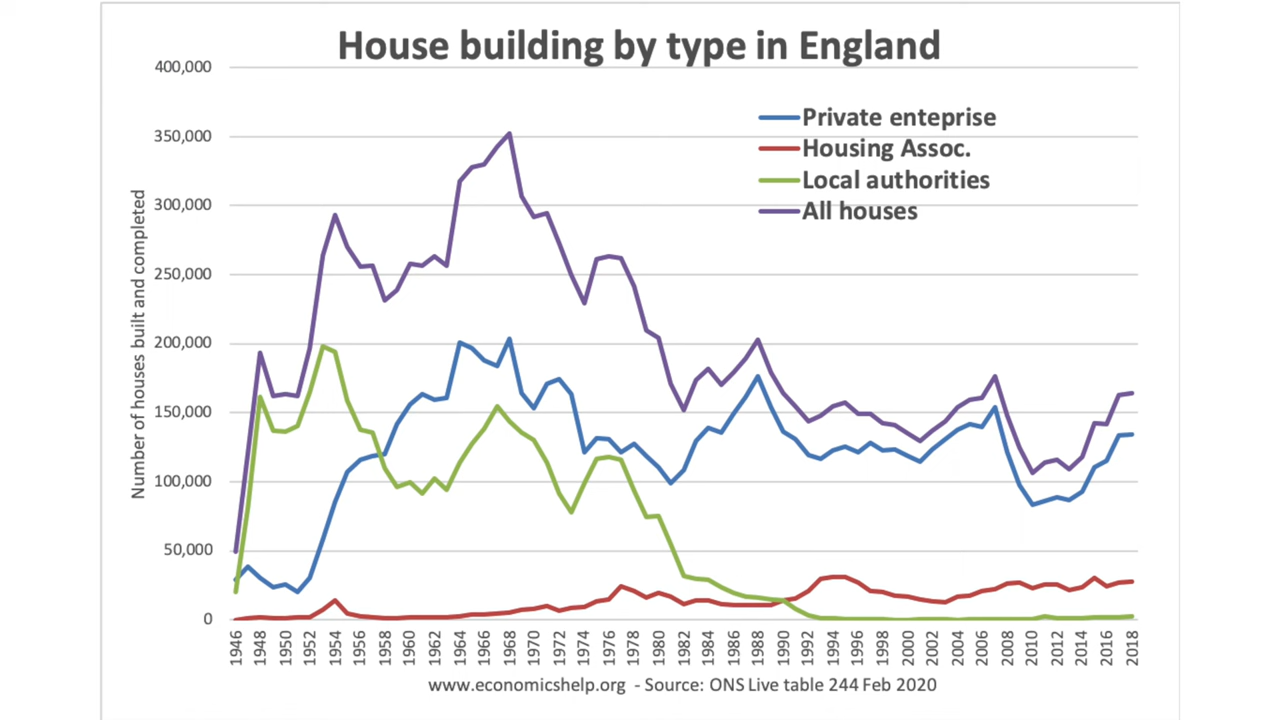 House building by type in England
400,000
350,000
300,000
250,000
200,000
150,000
100,000
50,000
0
Number of houses built and completed
Private enteprise
Housing Assoc.
Local authorities
All houses
1946 1948 1950 1952 1954 1956 1958 1960 1962 1964 1966 1968 1970 1972 1974 1976 1978 1980 1982 1984 1986 1988 1990 1992 1994 1996 1998 2000 2002 2004 2006 2008 2010 2012 2014 2016 2018
www.economicshelp.org - Source: ONS Live table 244 Feb 2020